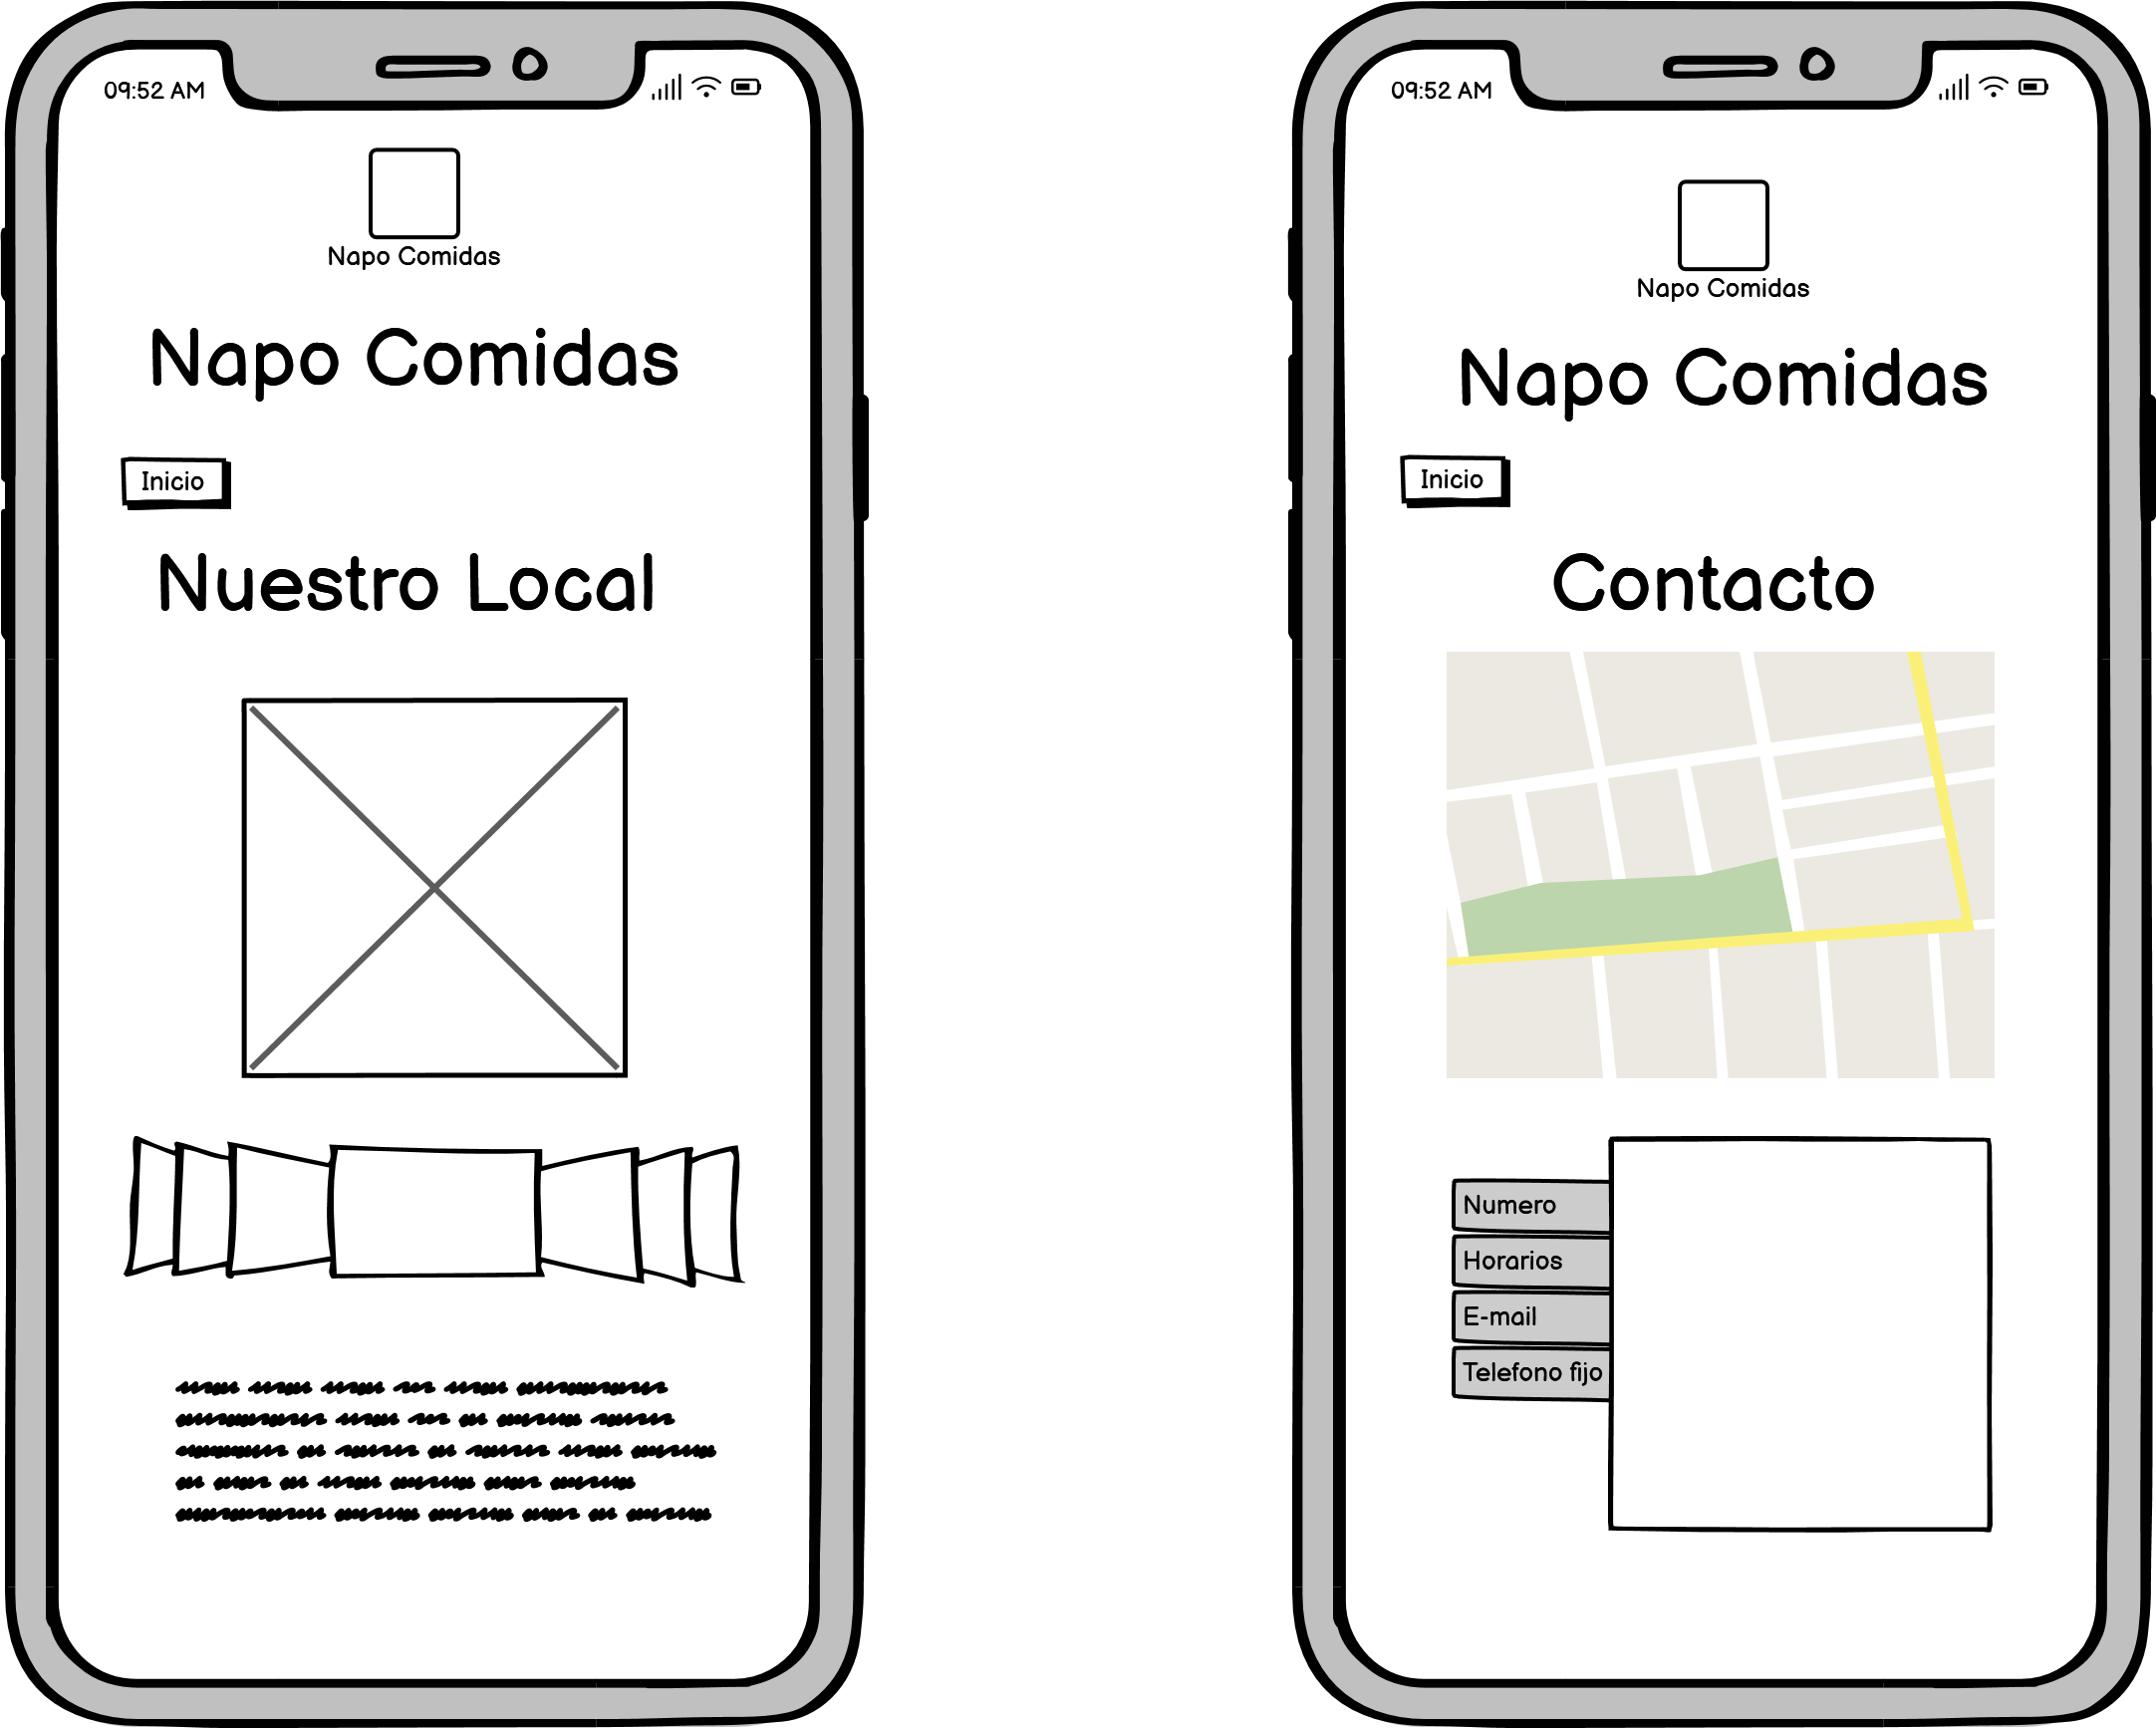 09:52 AM
Napo Comidas
Napo Comidas
Inicio
Nuestro Local
09:52 AM
Napo Comidas
Napo Comidas
Inicio
Contacto
Numero
Horarios
E-mail
Telefono fijo